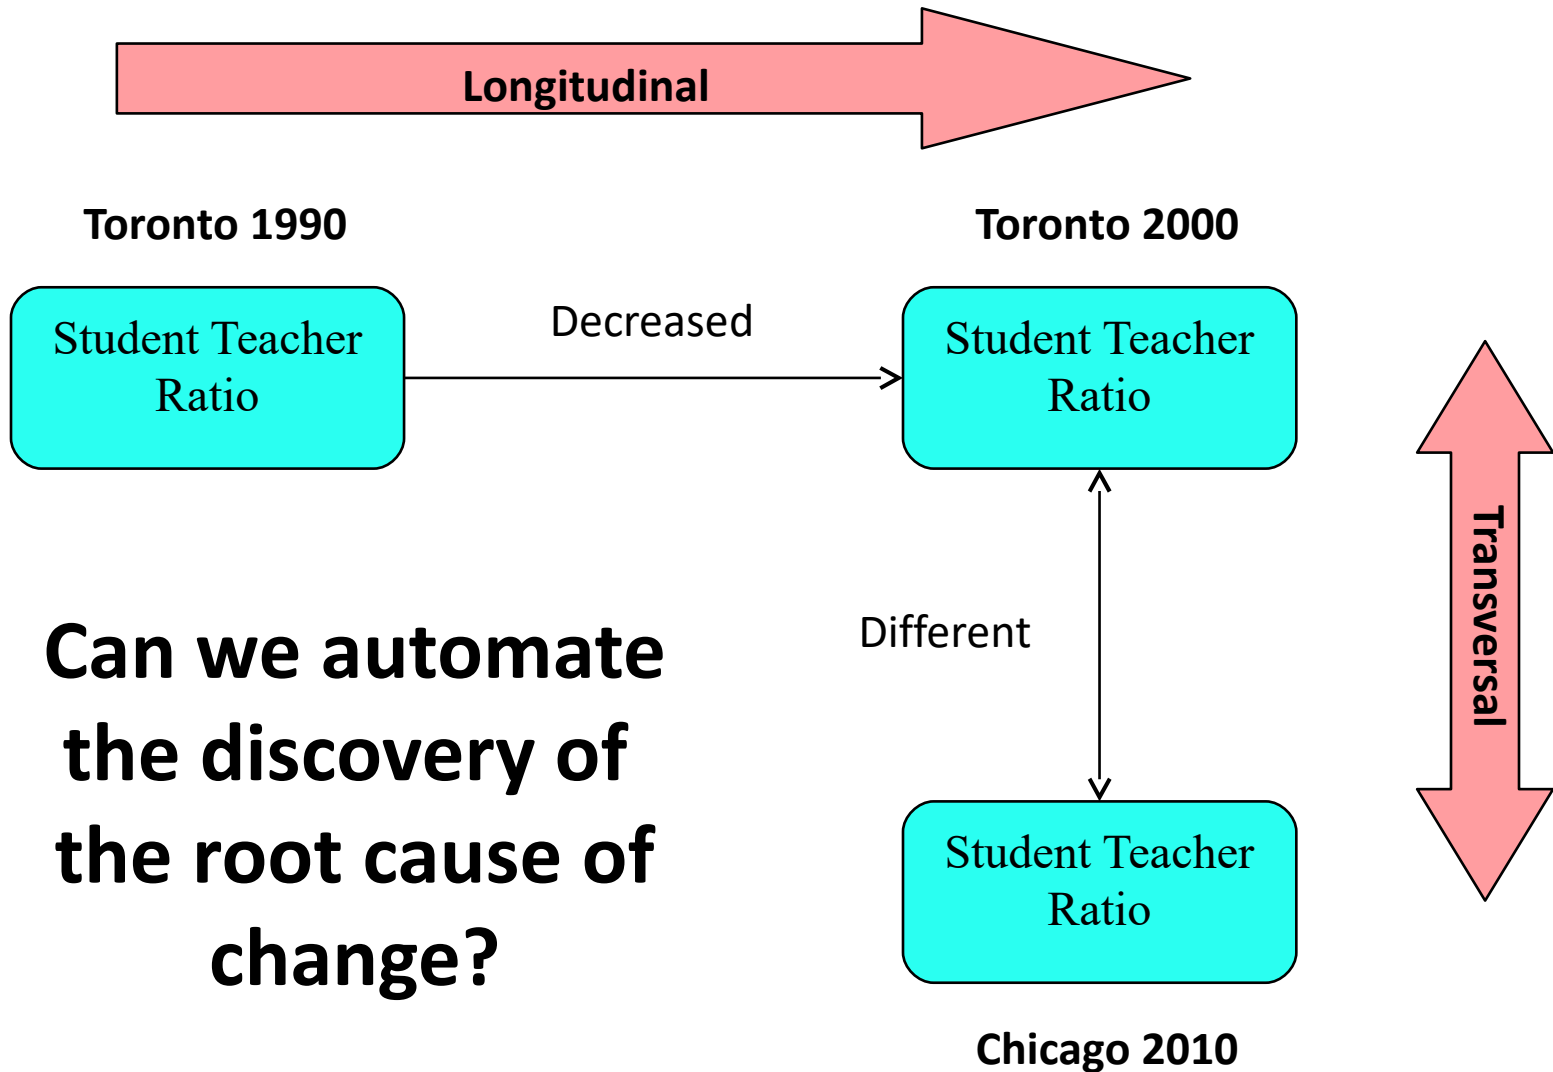 Longitudinal
Toronto 1990
Toronto 2000
Student Teacher
Ratio
Decreased
Student Teacher
Ratio
Transversal
Different
Can we automate
the discovery of
the root cause of
change?
Student Teacher
Ratio
Chicago 2010